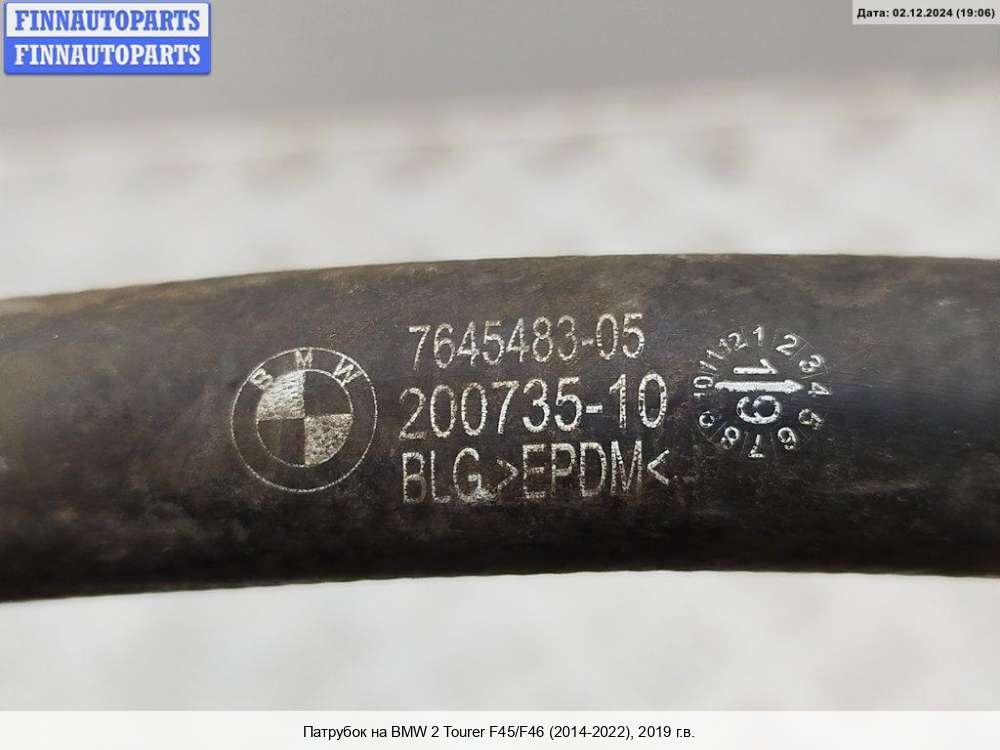 FINNAUTOPARTS
FINNAUTOPARTS
Дата: 02.12.2024 (19:06)
BMW
7645483-05
200735-10
BLG >EPDM<
1 2 3 4 5 6 7 8 9 10 11 12
19
Патрубок на BMW 2 Tourer F45/F46 (2014-2022), 2019 г.в.